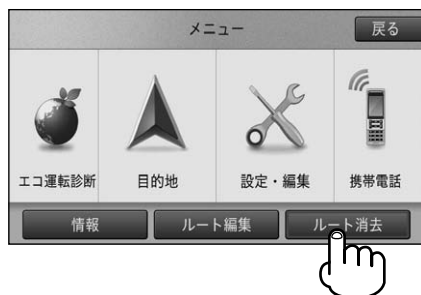 メニュー
戻る
エコ運転診断
目的地
設定・編集
携帯電話
情報
ルート編集
ルート消去